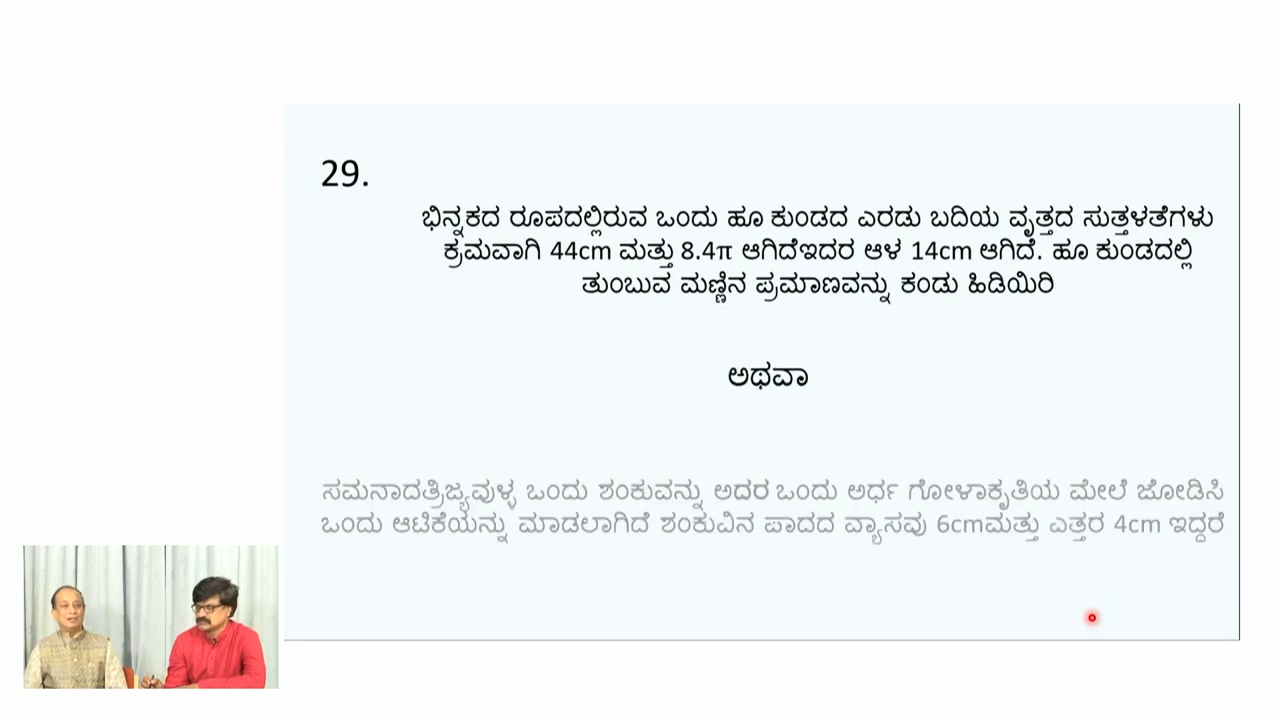 29.
ಭಿನ್ನಕದ ರೂಪದಲ್ಲಿರುವ ಒಂದು ಹೂ ಕುಂಡದ ಎರಡು ಬದಿಯ ವೃತ್ತದ ಸುತ್ತಳತೆಗಳು
ಕ್ರಮವಾಗಿ 44cm ಮತ್ತು 8.4π ಆಗಿದೆಇದರ ಆಳ 14cm ಆಗಿದೆ. ಹೂ ಕುಂಡದಲ್ಲಿ
ತುಂಬುವ ಮಣ್ಣಿನ ಪ್ರಮಾಣವನ್ನು ಕಂಡು ಹಿಡಿಯಿರಿ
ಅಥವಾ
ಸಮನಾದತ್ರಿಜ್ಯವುಳ್ಳ ಒಂದು ಶಂಕುವನ್ನು ಅದರ ಒಂದು ಅರ್ಧ ಗೋಳಾಕೃತಿಯ ಮೇಲೆ ಜೋಡಿಸಿ
ಒಂದು ಆಟಿಕೆಯನ್ನು ಮಾಡಲಾಗಿದೆ ಶಂಕುವಿನ ಪಾದದ ವ್ಯಾಸವು 6cmಮತ್ತು ಎತ್ತರ 4cm ಇದ್ದರೆ